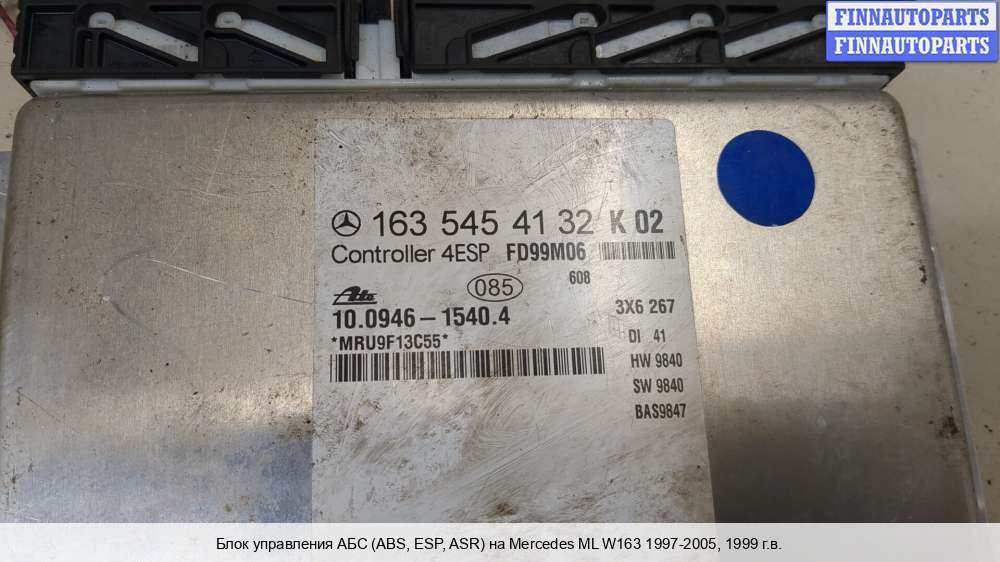 FINNAUTOPARTS
FINNAUTOPARTS
163 545 41 32 K 02
Controller 4ESP FD99M06
085 608
Ate
10.0946-1540.4 3X6 267
*MRU9F13C55* DI 41
HW 9840
SW 9840
BAS9847
Блок управления АБС (ABS, ESP, ASR) на Mercedes ML W163 1997-2005, 1999 г.в.